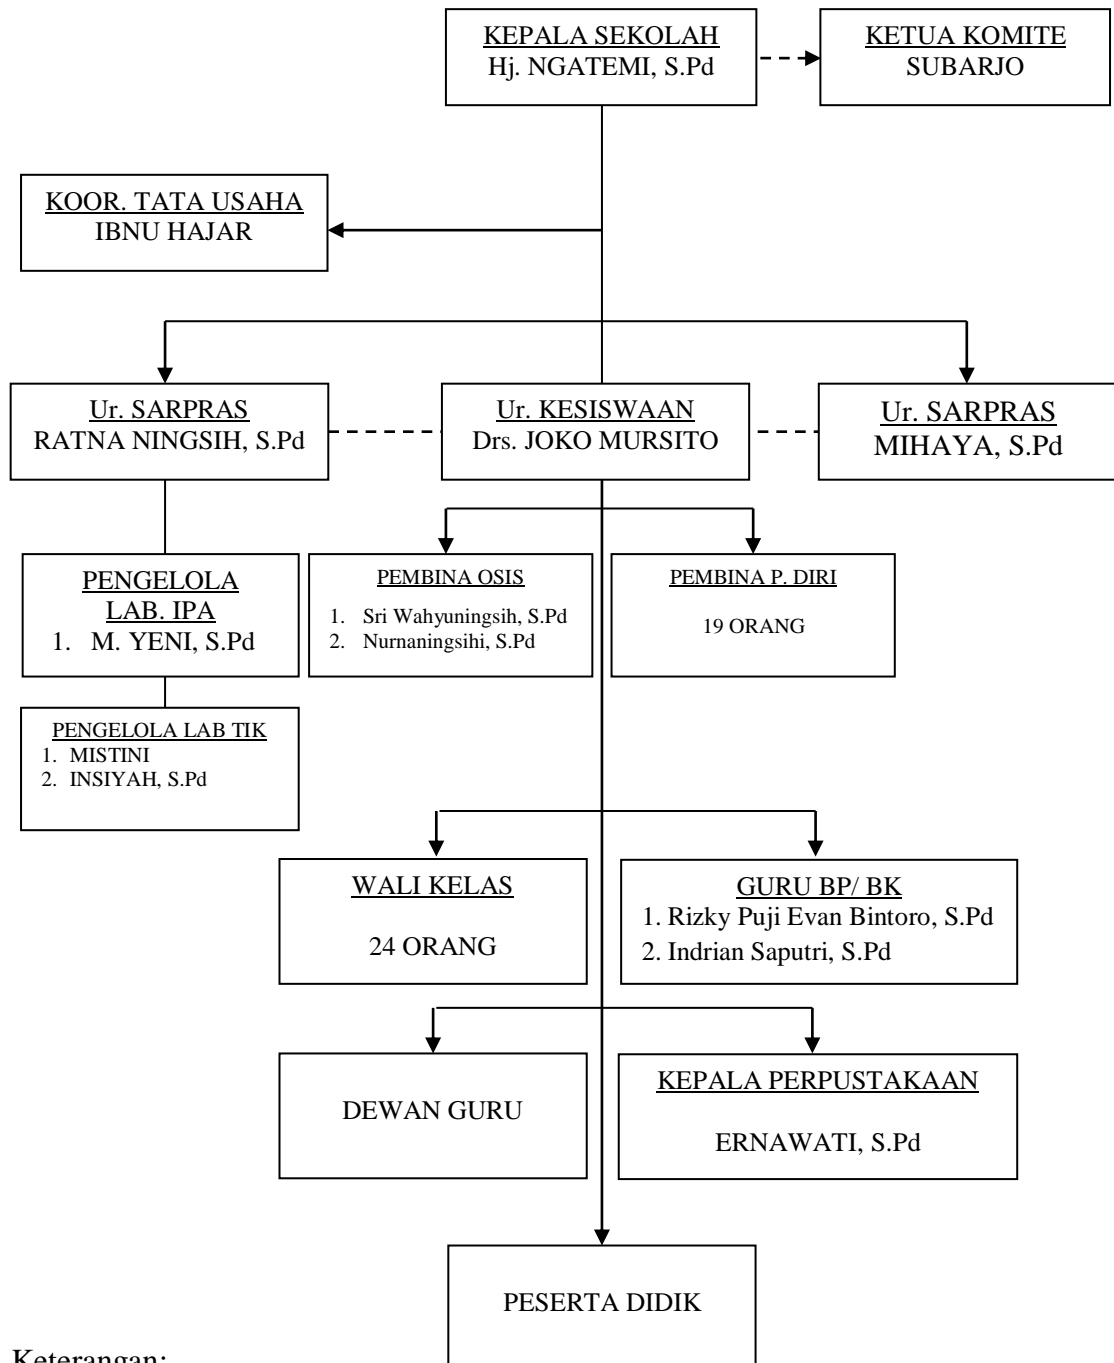 KEPALA SEKOLAH
Hj. NGATEMI, S.Pd
KETUA KOMITE
SUBARJO
KOOR. TATA USAHA
IBNU HAJAR
Ur. SARPRAS
RATNA NINGSIH, S.Pd
Ur. KESISWAAN
Drs. JOKO MURSITO
Ur. SARPRAS
MIHAYA, S.Pd
PENGELOLA
LAB. IPA
1. M. YENI, S.Pd
PEMBINA OSIS
1. Sri Wahyuningsih, S.Pd
2. Nurnaningsihi, S.Pd
PEMBINA P. DIRI
19 ORANG
PENGELOLA LAB TIK
1. MISTINI
2. INSIYAH, S.Pd
WALI KELAS
24 ORANG
GURU BP/ BK
1. Rizky Puji Evan Bintoro, S.Pd
2. Indrian Saputri, S.Pd
DEWAN GURU
KEPALA PERPUSTAKAAN
ERNAWATI, S.Pd
PESERTA DIDIK
Keterangan: